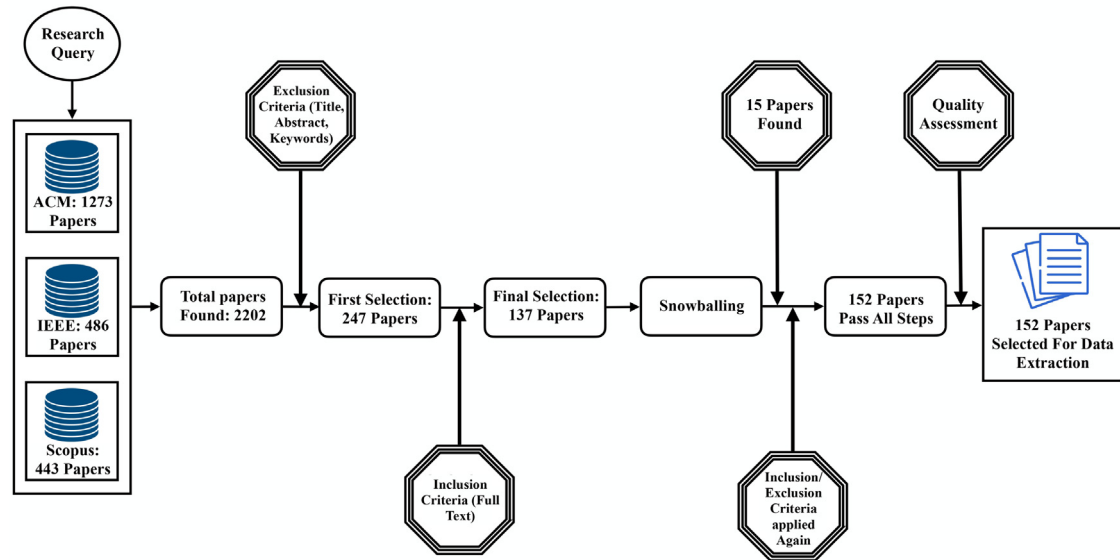 Research
Query
ACM: 1273
Papers
IEEE: 486
Papers
Scopus:
443 Papers
Total papers
Found: 2202
Exclusion
Criteria (Title,
Abstract,
Keywords)
First Selection:
247 Papers
Inclusion
Criteria (Full
Text)
Final Selection:
137 Papers
Snowballing
15 Papers
Found
Inclusion/
Exclusion
Criteria
applied
Again
152 Papers
Pass All Steps
Quality
Assessment
152 Papers
Selected For Data
Extraction